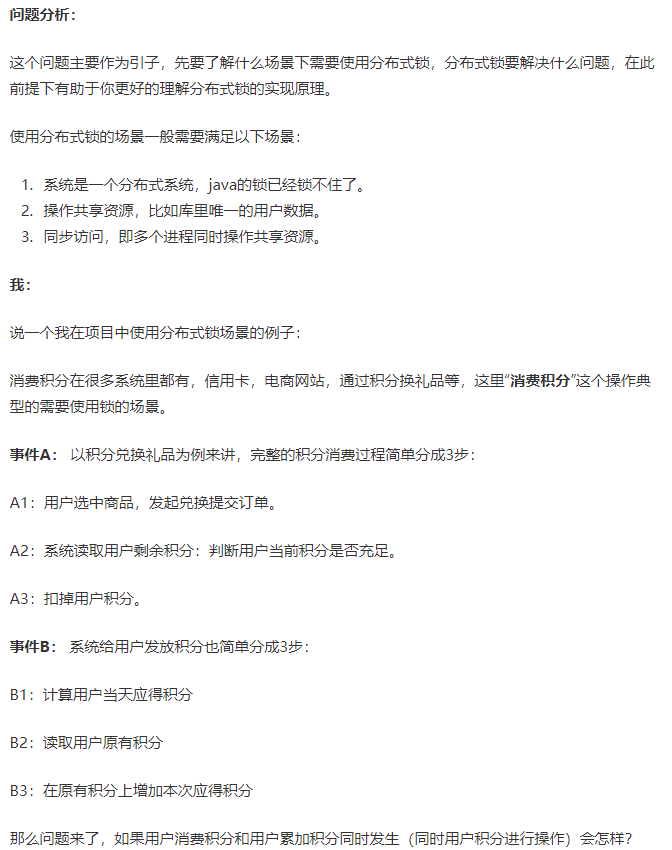 问题分析：
这个问题主要作为引子，先要了解什么场景下需要使用分布式锁，分布式锁要解决什么问题，在此
前提下有助于你更好的理解分布式锁的实现原理。
使用分布式锁的场景一般需要满足以下场景：
1. 系统是一个分布式系统，java的锁已经锁不住了。
2. 操作共享资源，比如库里唯一的用户数据。
3. 同步访问，即多个进程同时操作共享资源。
我：
说一个我在项目中使用分布式锁场景的例子：
消费积分在很多系统里都有，信用卡，电商网站，通过积分换礼品等，这里“消费积分”这个操作典
型的需要使用锁的场景。
事件A： 以积分兑换礼品为例来讲，完整的积分消费过程简单分成3步：
A1：用户选中商品，发起兑换提交订单。
A2：系统读取用户剩余积分：判断用户当前积分是否充足。
A3：扣掉用户积分。
事件B： 系统给用户发放积分也简单分成3步：
B1：计算用户当天应得积分
B2：读取用户原有积分
B3：在原有积分上增加本次应得积分
那么问题来了，如果用户消费积分和用户累加积分同时发生（同时用户积分进行操作）会怎样？